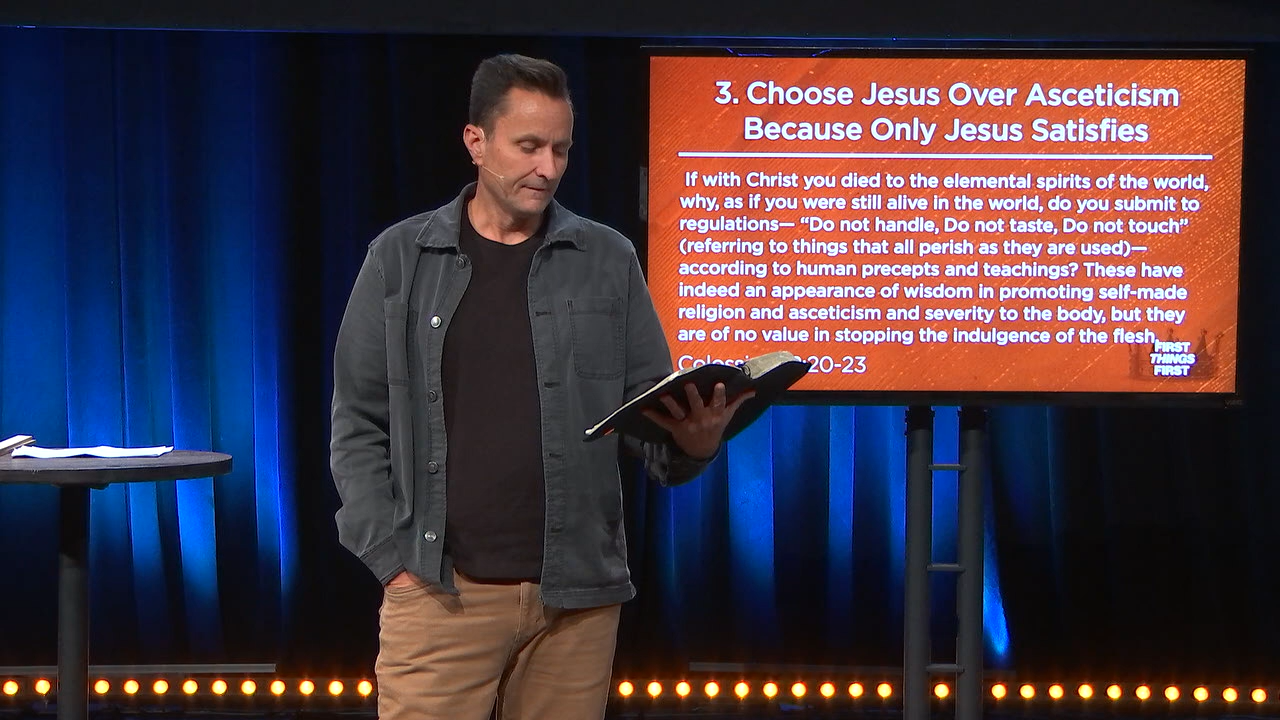 3. Choose Jesus Over Asceticism
Because Only Jesus Satisfies
If with Christ you died to the elemental spirits of the world,
why, as if you were still alive in the world, do you submit to
regulations— “Do not handle, Do not taste, Do not touch”
(referring to things that all perish as they are used)—
according to human precepts and teachings? These have
indeed an appearance of wisdom in promoting self-made
religion and asceticism and severity to the body, but they
are of no value in stopping the indulgence of the flesh.
:20-23
FIRST
THINGS
FIRST